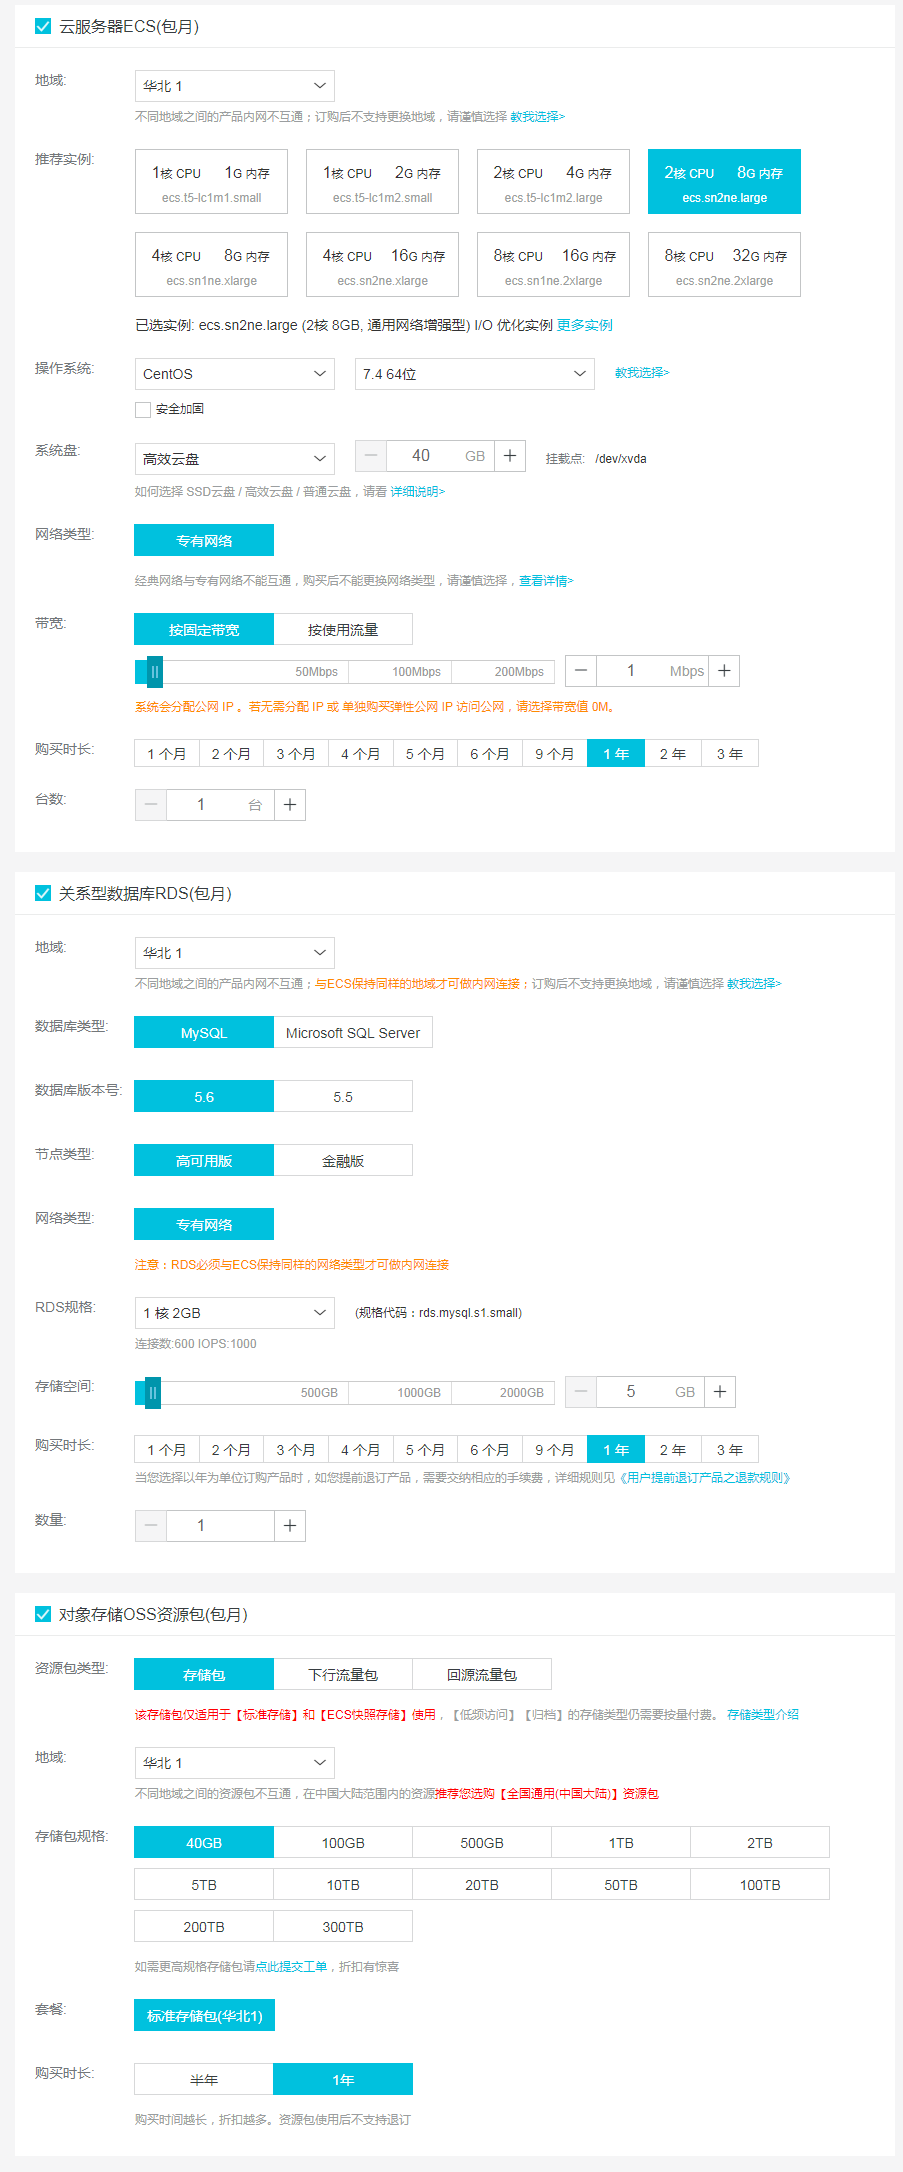 云服务器ECS(包月)
地域:
华北 1
不同地域之间的产品内网不互通；订购后不支持更换地域，请谨慎选择 教我选择>
推荐实例:
1核 CPU 1G 内存
ecs.t5-lc1m1.small
1核 CPU 2G 内存
ecs.t5-lc1m2.small
2核 CPU 4G 内存
ecs.t5-lc1m2.large
2核 CPU 8G 内存
ecs.sn2ne.large
4核 CPU 8G 内存
ecs.sn1ne.xlarge
4核 CPU 16G 内存
ecs.sn2ne.xlarge
8核 CPU 16G 内存
ecs.sn1ne.2xlarge
8核 CPU 32G 内存
ecs.sn2ne.2xlarge
已选实例: ecs.sn2ne.large (2核 8GB, 通用网络增强型) I/O 优化实例 更多实例
操作系统:
CentOS 7.4 64位 教我选择>
安全加固
系统盘:
高效云盘 − 40 GB + 挂载点: /dev/xvda
如何选择 SSD云盘 / 高效云盘 / 普通云盘，请看 详细说明>
网络类型:
专有网络
经典网络与专有网络不能互通，购买后不能更换网络类型，请谨慎选择，查看详情>
带宽:
按固定带宽 按使用流量
50Mbps 100Mbps 200Mbps − 1 Mbps +
系统会分配公网 IP 。若无需分配 IP 或 单独购买弹性公网 IP 访问公网，请选择带宽值 0M。
购买时长:
1 个月 2 个月 3 个月 4 个月 5 个月 6 个月 9 个月 1 年 2 年 3 年
台数:
− 1 台 +
关系型数据库RDS(包月)
地域:
华北 1
不同地域之间的产品内网不互通；与ECS保持同样的地域才可做内网连接；订购后不支持更换地域，请谨慎选择 教我选择>
数据库类型:
MySQL Microsoft SQL Server
数据库版本号:
5.6 5.5
节点类型:
高可用版 金融版
网络类型:
专有网络
注意：RDS必须与ECS保持同样的网络类型才可做内网连接
RDS规格:
1 核 2GB (规格代码：rds.mysql.s1.small)
连接数:600 IOPS:1000
存储空间:
500GB 1000GB 2000GB − 5 GB +
购买时长:
1 个月 2 个月 3 个月 4 个月 5 个月 6 个月 9 个月 1 年 2 年 3 年
当您选择以年为单位订购产品时，如您提前退订产品，需要交纳相应的手续费，详细规则见《用户提前退订产品之退款规则》
数量:
− 1 +
对象存储OSS资源包(包月)
资源包类型:
存储包 下行流量包 回源流量包
该存储包仅适用于【标准存储】和【ECS快照存储】使用，【低频访问】【归档】的存储类型仍需要按量付费。 存储类型介绍
地域:
华北 1
不同地域之间的资源包不互通，在中国大陆范围内的资源推荐您选购【全国通用(中国大陆)】资源包
存储包规格:
40GB 100GB 500GB 1TB 2TB
5TB 10TB 20TB 50TB 100TB
200TB 300TB
如需更高规格存储包请点此提交工单，折扣有惊喜
套餐:
标准存储包(华北1)
购买时长:
半年 1年
购买时间越长，折扣越多。资源包使用后不支持退订